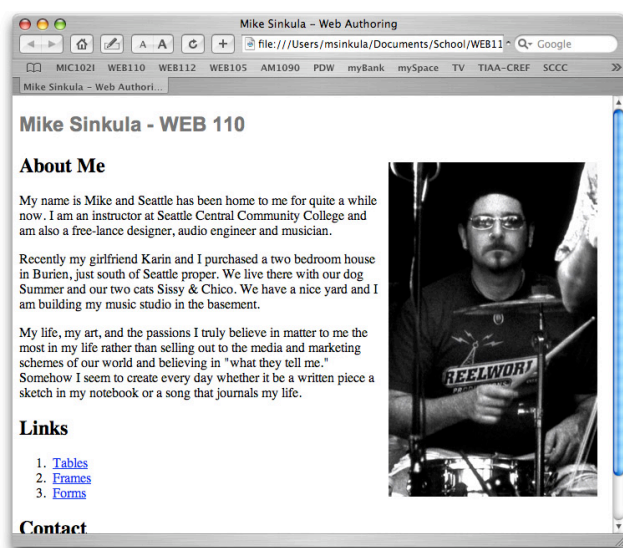 Mike Sinkula – Web Authoring
A A
file:///Users/msinkula/Documents/School/WEB11
Google
MIC102I WEB110 WEB112 WEB105 AM1090 PDW myBank mySpace TV TIAA-CREF SCCC
Mike Sinkula – Web Authori...
Mike Sinkula - WEB 110
About Me
My name is Mike and Seattle has been home to me for quite a while
now. I am an instructor at Seattle Central Community College and
am also a free-lance designer, audio engineer and musician.
Recently my girlfriend Karin and I purchased a two bedroom house
in Burien, just south of Seattle proper. We live there with our dog
Summer and our two cats Sissy & Chico. We have a nice yard and I
am building my music studio in the basement.
My life, my art, and the passions I truly believe in matter to me the
most in my life rather than selling out to the media and marketing
schemes of our world and believing in "what they tell me."
Somehow I seem to create every day whether it be a written piece a
sketch in my notebook or a song that journals my life.
REELWORL
Links
1. Tables
2. Frames
3. Forms
Contact